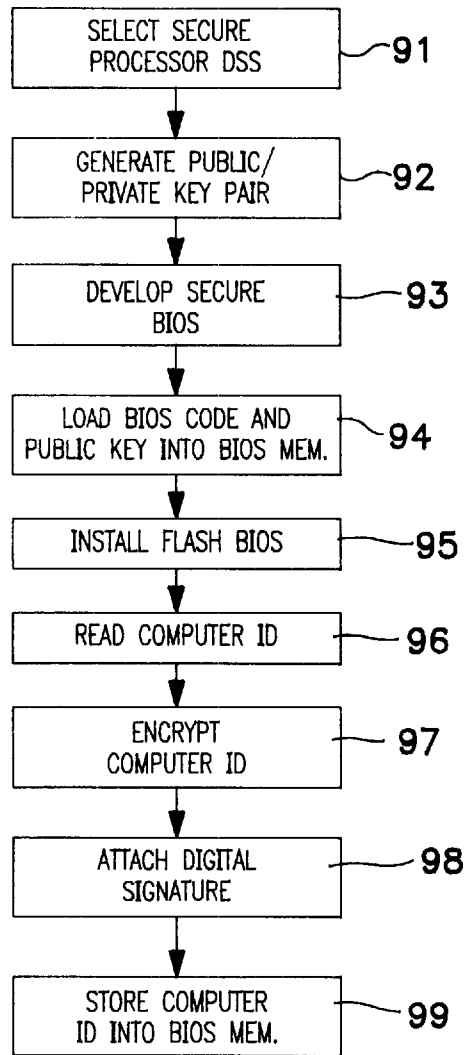 SELECT SECURE
PROCESSOR DSS
91
GENERATE PUBLIC/
PRIVATE KEY PAIR
92
DEVELOP SECURE
BIOS
93
LOAD BIOS CODE AND
PUBLIC KEY INTO BIOS MEM.
94
INSTALL FLASH BIOS
95
READ COMPUTER ID
96
ENCRYPT
COMPUTER ID
97
ATTACH DIGITAL
SIGNATURE
98
STORE COMPUTER
ID INTO BIOS MEM.
99